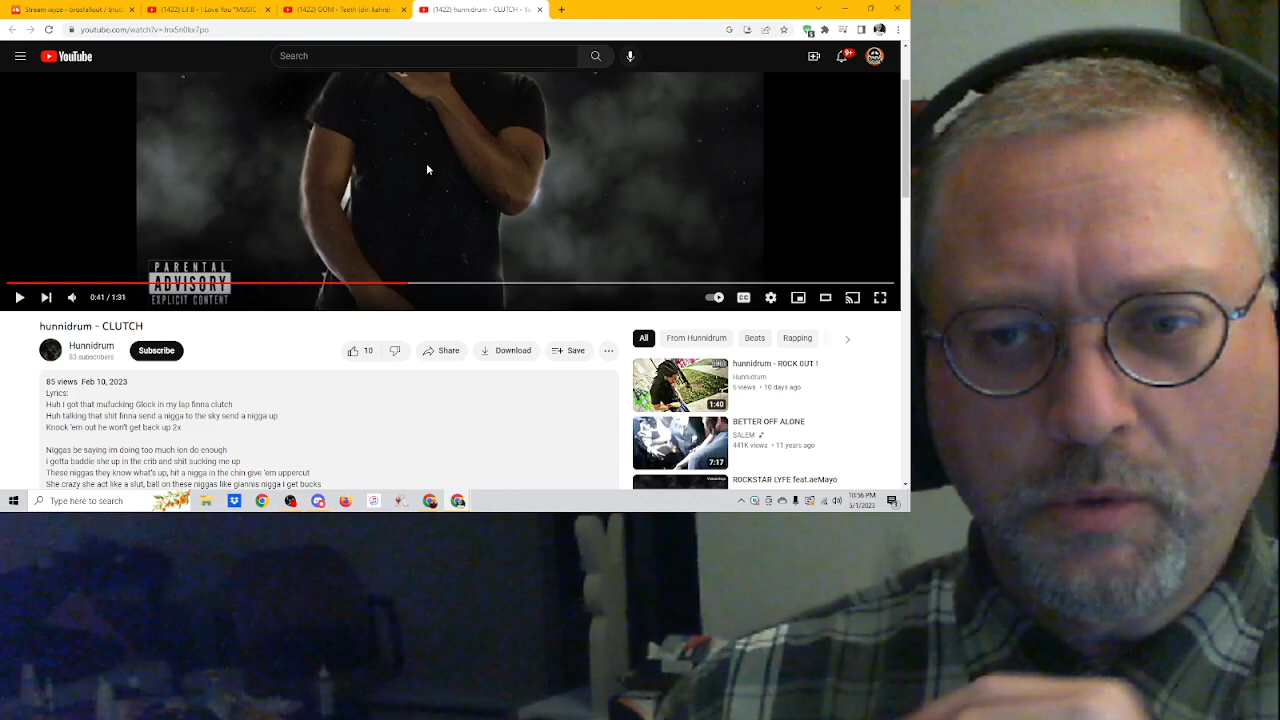 Stream rayze - brosfallout / brux
(1422) Lil B - I Love You *MUSIC
(1422) GOM - Teeth (dir. kahre) -
(1422) hunnidrum - CLUTCH - Yo
youtube.com/watch?v=
YouTube
Search
9+
PARENTAL
ADVISORY
EXPLICIT CONTENT
0:41 / 1:31
CC
hunnidrum - CLUTCH
Hunnidrum
83 subscribers
Subscribe
10
Share
Download
Save
All
From Hunnidrum
Beats
Rapping
85 views Feb 10, 2023
Lyrics:
Huh I got that mufucking Glock in my lap finna clutch
Huh talking that shit finna send a nigga to the sky send a nigga up
Knock 'em out he won't get back up 2x
Niggas be saying im doing too much ion do enough
i gotta baddie she up in the crib and shit sucking me up
These niggas they know what's up, hit a nigga in the chin give 'em uppercut
She crazy she act like a slut, ball on these niggas like giannis nigga I get bucks
hunnidrum - ROCK OUT !
Hunnidrum
6 views • 10 days ago
1:40
BETTER OFF ALONE
SALEM
441K views • 11 years ago
7:17
ROCKSTAR LYFE feat.aeMayo
Type here to search
10:56 PM
5/1/2023